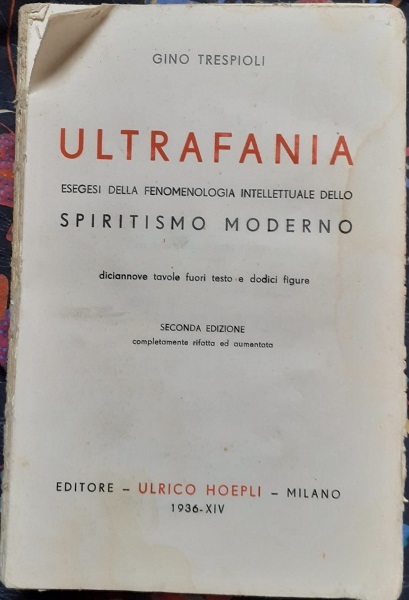 GINO TRESPIOLI
ULTRAFANIA
ESEGESI DELLA FENOMENOLOGIA INTELLETTUALE DELLO
SPIRITISMO MODERNO
diciannove tavole fuori testo e dodici figure
SECONDA EDIZIONE
completamente rifatta ed aumentata
EDITORE – ULRICO HOEPLI – MILANO
1936-XIV